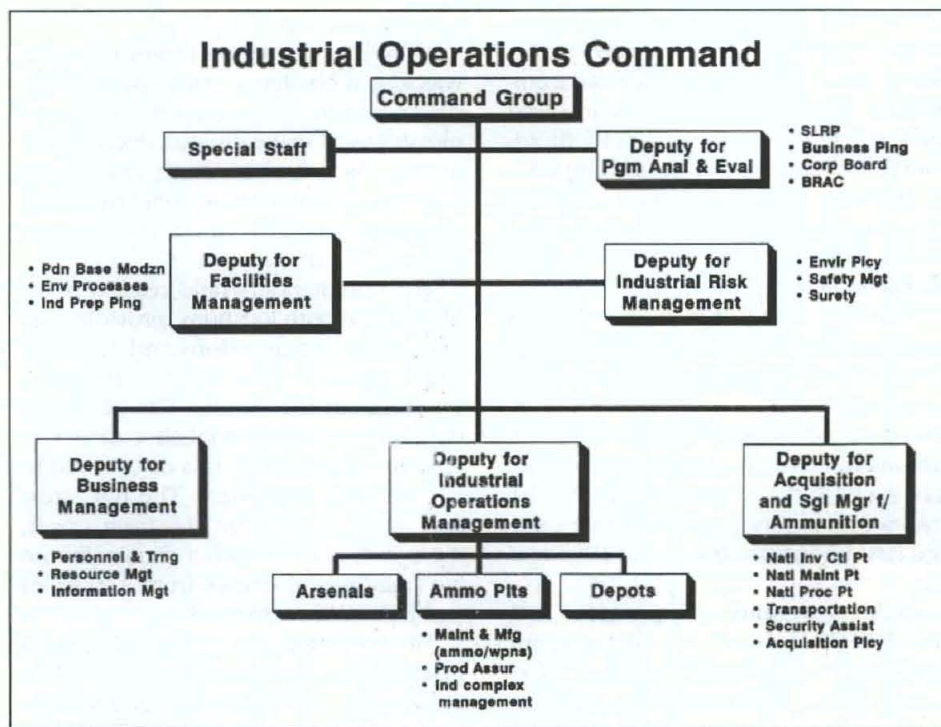 Industrial Operations Command
Command Group
Special Staff
Deputy for
Pgm Anal & Eval
• SLRP
• Business Plng
• Corp Board
• BRAC
• Pdn Base Modzn
• Env Processes
• Ind Prep Plng
Deputy for
Facilities
Management
Deputy for
Industrial Risk
Management
• Envir Plcy
• Safety Mgt
• Surety
Deputy for
Business
Management
• Personnel & Trng
• Resource Mgt
• Information Mgt
Deputy for
Industrial
Operations
Management
Arsenals
Ammo Plts
Depots
• Maint & Mfg
(ammo/wpns)
• Prod Assur
• Ind complex
management
Deputy for
Acquisition
and Sgl Mgr f/
Ammunition
• Natl Inv Ctl Pt
• Natl Maint Pt
• Natl Proc Pt
• Transportation
• Security Assist
• Acquisition Plcy